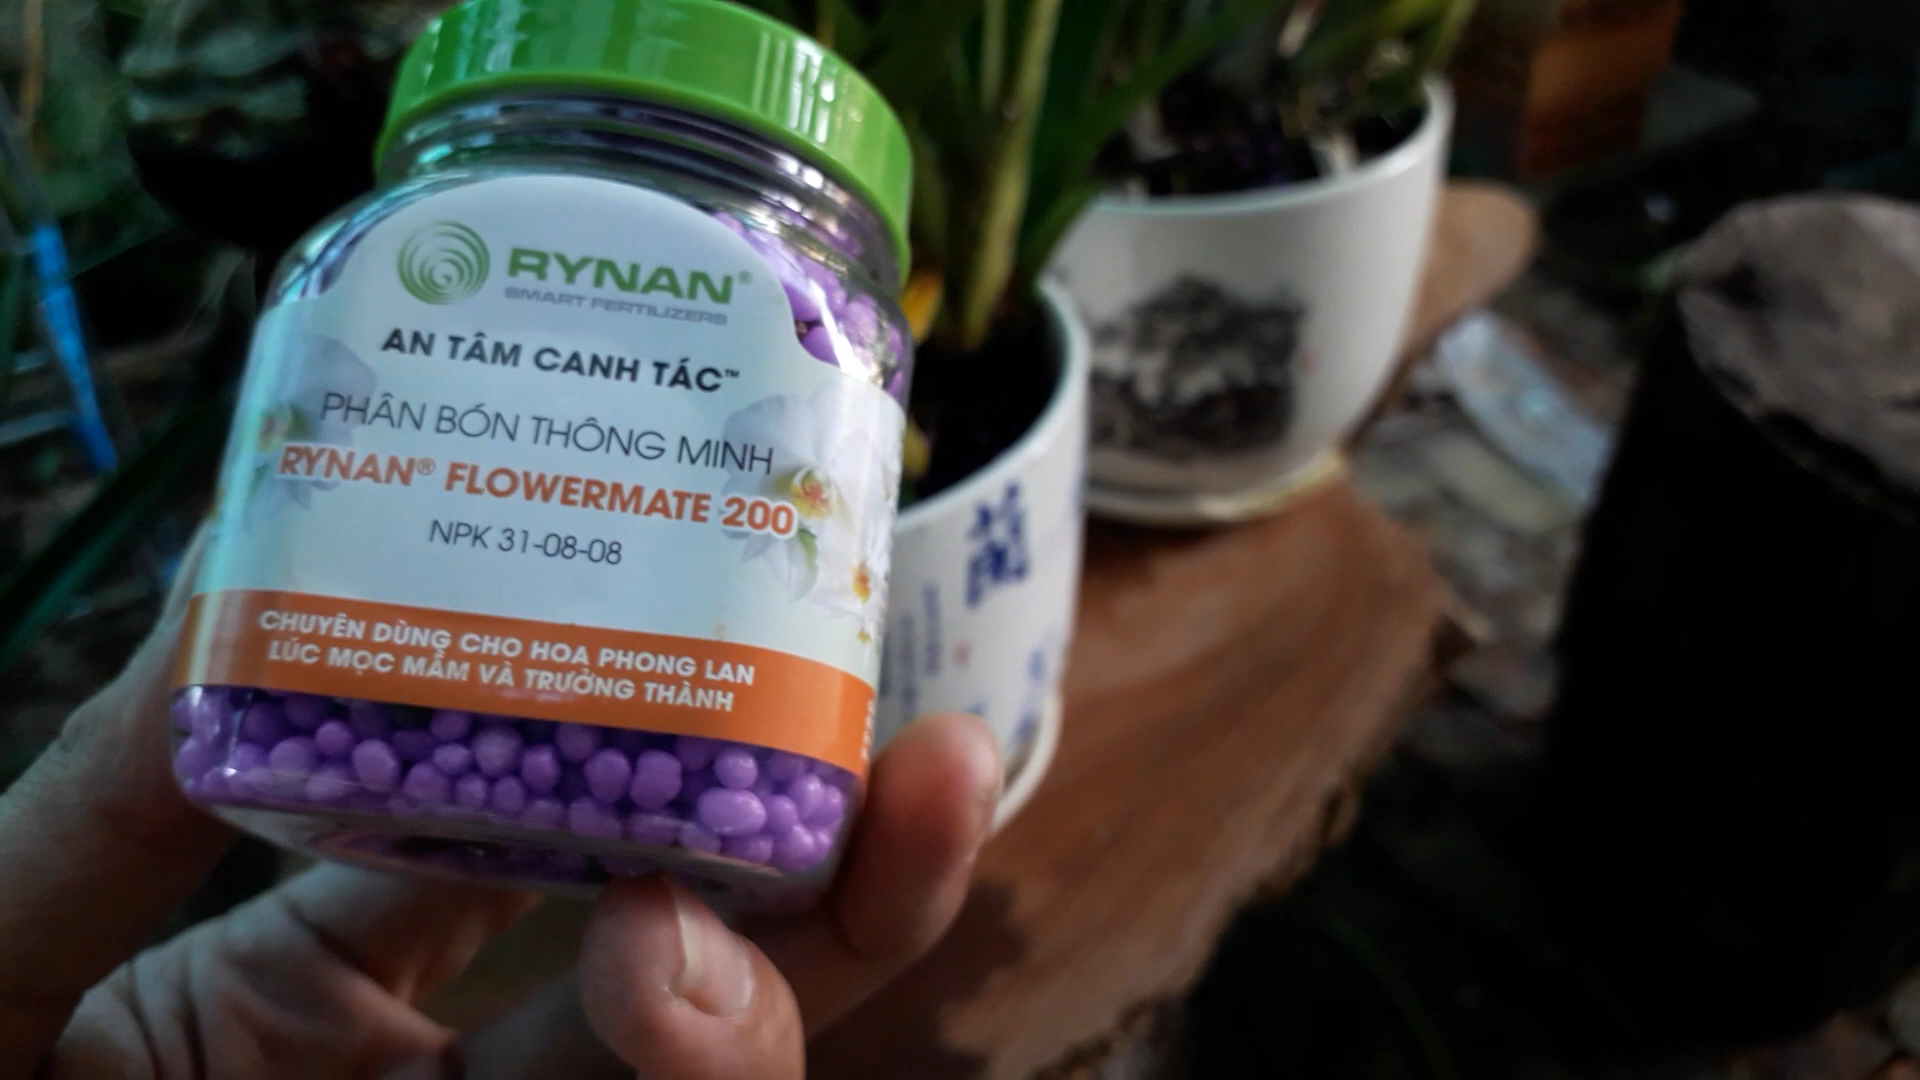 RYNAN®
SMART FERTILIZERS
AN TÂM CANH TÁC™
PHÂN BÓN THÔNG MINH
RYNAN® FLOWERMATE 200
NPK 31-08-08
CHUYÊN DÙNG CHO HOA PHONG LAN
LÚC MỌC MẦM VÀ TRƯỞNG THÀNH